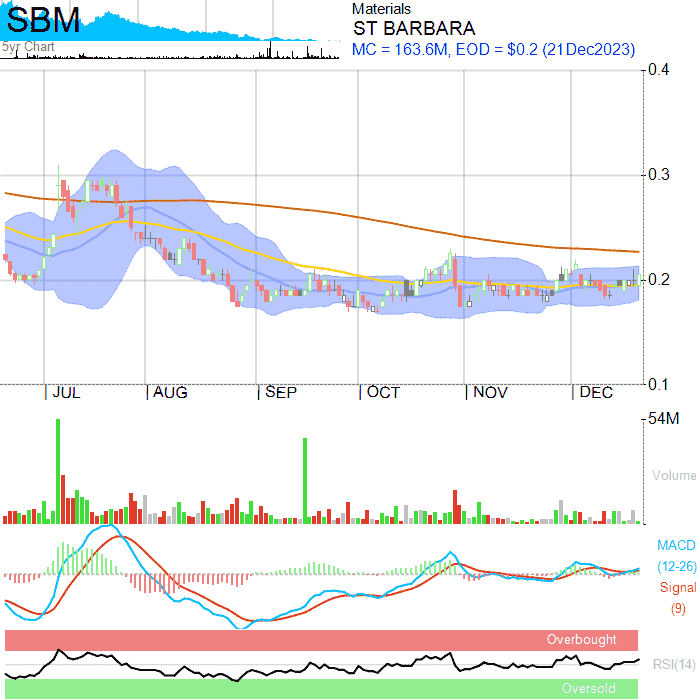 SBM
5yr Chart
Materials
ST BARBARA
MC = 163.6M, EOD = $0.2 (21Dec2023)
0.4
0.3
0.2
0.1
JUL AUG SEP OCT NOV DEC
54M
Volume
MACD
(12-26)
Signal
(9)
Overbought
RSI(14)
Oversold